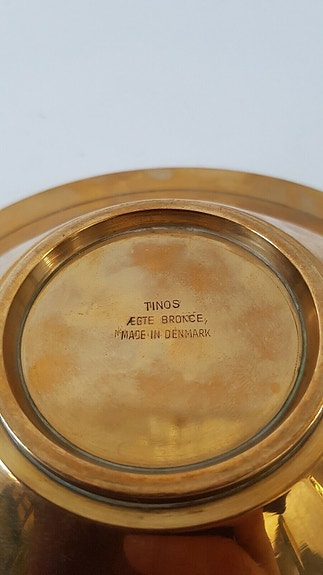 TINOS
ÆGTE BRONCE,
MADE-IN DENMARK